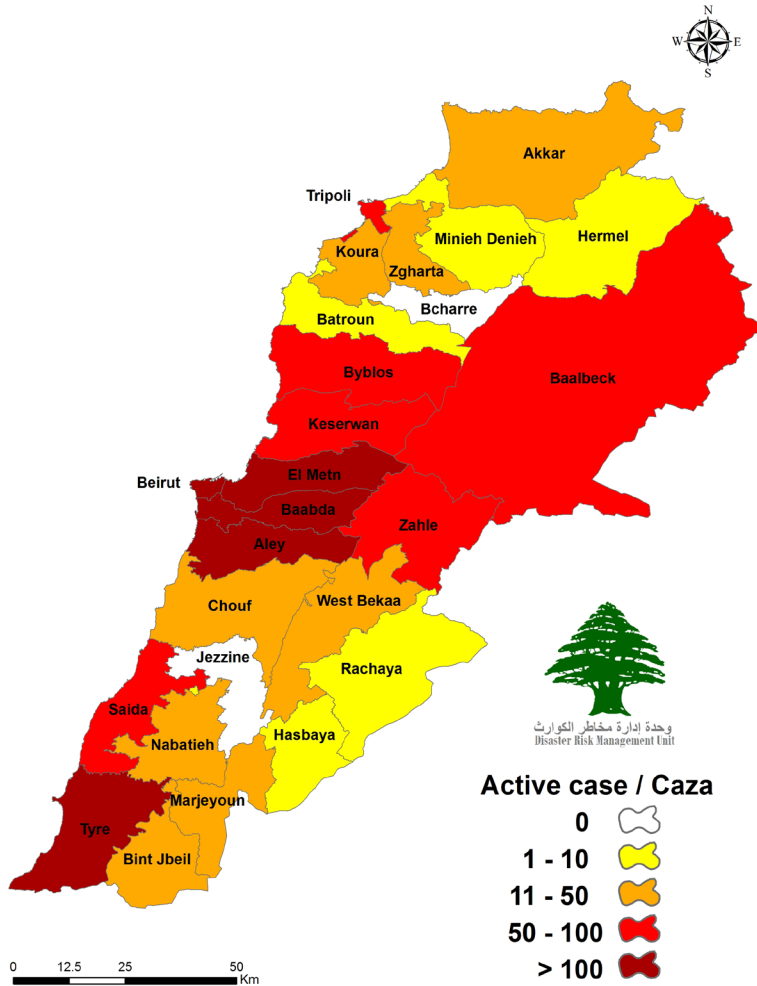 N
W E
S
Akkar
Tripoli
Minieh Denieh
Hermel
Koura
Zgharta
Bcharre
Batroun
Byblos
Baalbeck
Keserwan
El Metn
Beirut
Baabda
Zahle
Aley
West Bekaa
Chouf
Jezzine
Rachaya
Saida
Hasbaya
Nabatieh
وحدة إدارة مخاطر الكوارث
Disaster Risk Management Unit
Marjeyoun
Tyre
Bint Jbeil
Active case / Caza
0
1 - 10
11 - 50
50 - 100
> 100
0 12.5 25 50
Km